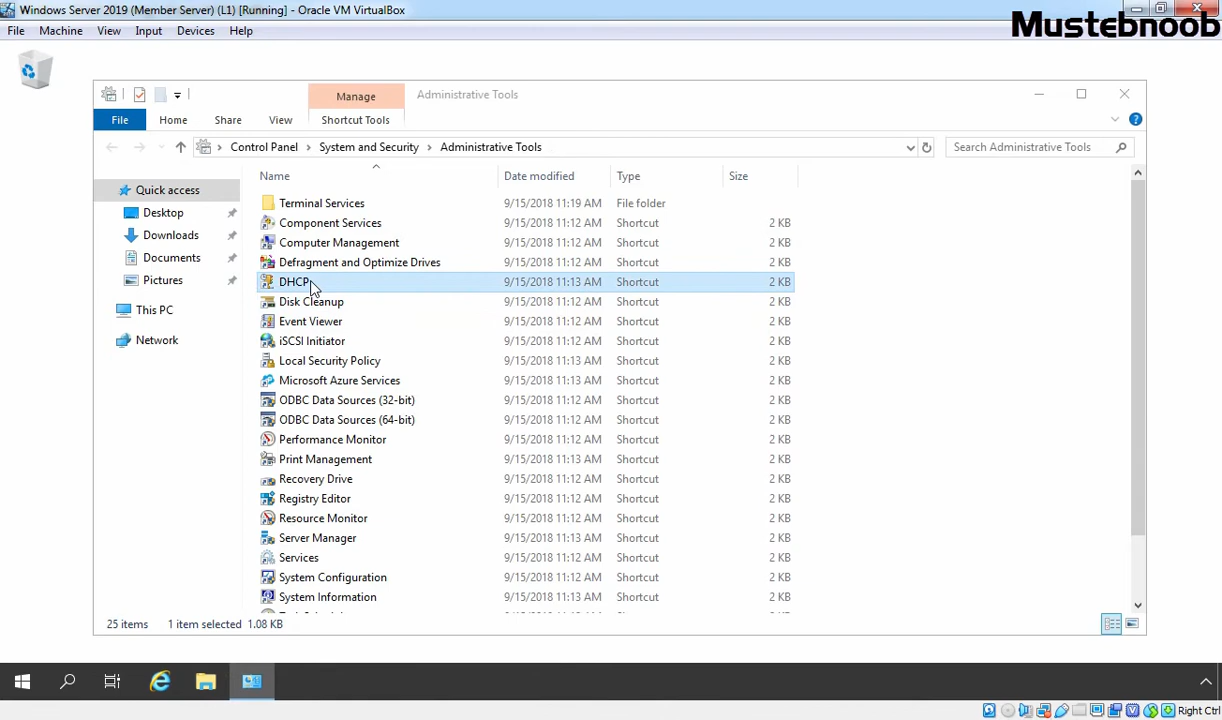 Windows Server 2019 (Member Server) (L1) [Running] - Oracle VM VirtualBox
Mustebnoob
File Machine View Input Devices Help
Manage Administrative Tools
File Home Share View Shortcut Tools
Control Panel > System and Security > Administrative Tools Search Administrative Tools
Name Date modified Type Size
Quick access
Desktop
Downloads
Documents
Pictures
This PC
Network
Terminal Services 9/15/2018 11:19 AM File folder
Component Services 9/15/2018 11:12 AM Shortcut 2 KB
Computer Management 9/15/2018 11:12 AM Shortcut 2 KB
Defragment and Optimize Drives 9/15/2018 11:12 AM Shortcut 2 KB
DHCP 9/15/2018 11:13 AM Shortcut 2 KB
Disk Cleanup 9/15/2018 11:12 AM Shortcut 2 KB
Event Viewer 9/15/2018 11:12 AM Shortcut 2 KB
iSCSI Initiator 9/15/2018 11:12 AM Shortcut 2 KB
Local Security Policy 9/15/2018 11:13 AM Shortcut 2 KB
Microsoft Azure Services 9/15/2018 11:13 AM Shortcut 2 KB
ODBC Data Sources (32-bit) 9/15/2018 11:12 AM Shortcut 2 KB
ODBC Data Sources (64-bit) 9/15/2018 11:12 AM Shortcut 2 KB
Performance Monitor 9/15/2018 11:12 AM Shortcut 2 KB
Print Management 9/15/2018 11:13 AM Shortcut 2 KB
Recovery Drive 9/15/2018 11:12 AM Shortcut 2 KB
Registry Editor 9/15/2018 11:12 AM Shortcut 2 KB
Resource Monitor 9/15/2018 11:12 AM Shortcut 2 KB
Server Manager 9/15/2018 11:13 AM Shortcut 2 KB
Services 9/15/2018 11:12 AM Shortcut 2 KB
System Configuration 9/15/2018 11:12 AM Shortcut 2 KB
System Information 9/15/2018 11:12 AM Shortcut 2 KB
25 items 1 item selected 1.08 KB
Right Ctrl